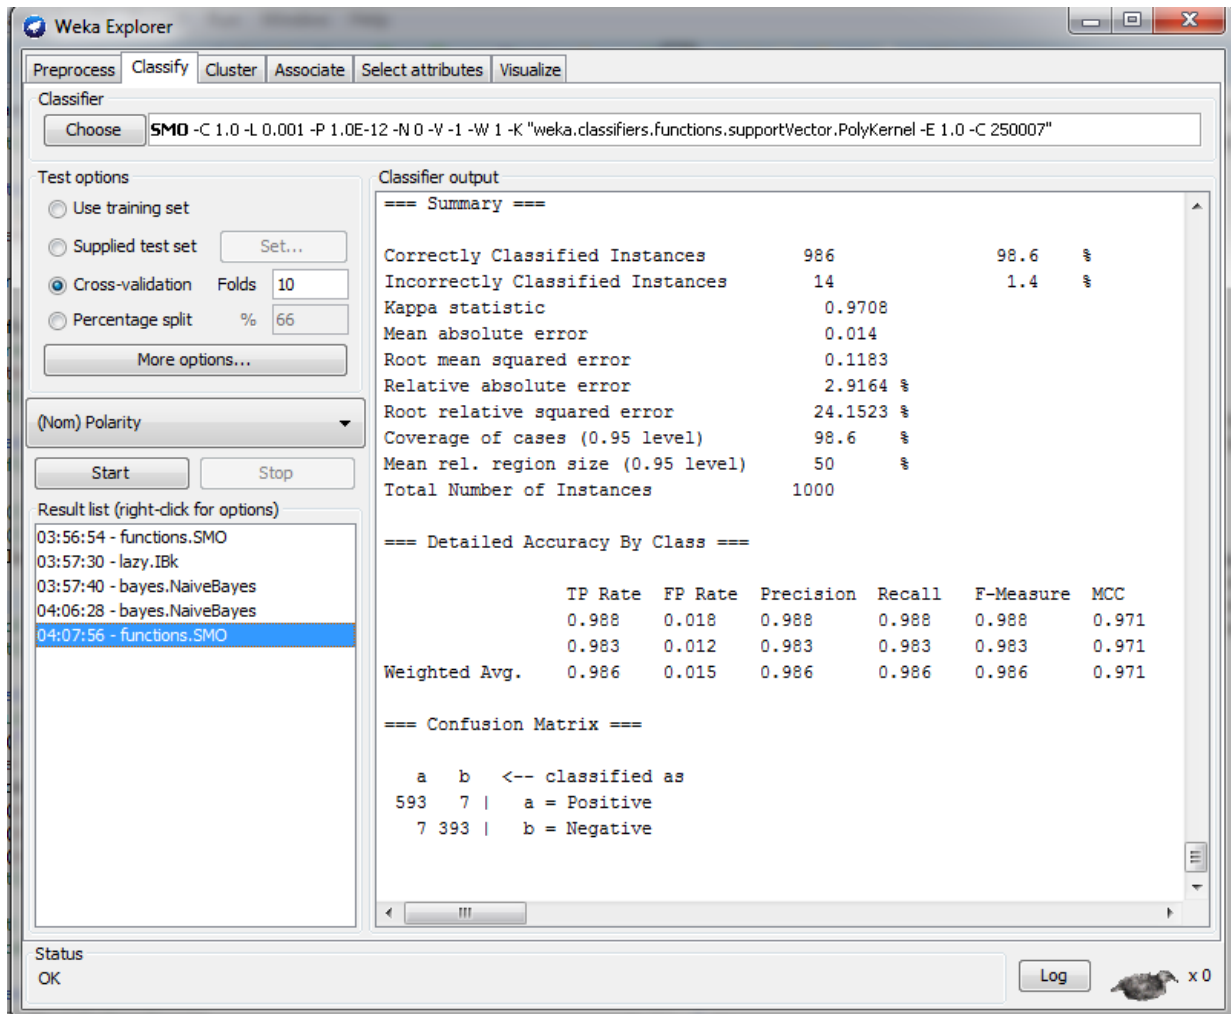 Weka Explorer
Preprocess Classify Cluster Associate Select attributes Visualize
Classifier
Choose SMO -C 1.0 -L 0.001 -P 1.0E-12 -N 0 -V -1 -W 1 -K "weka.classifiers.functions.supportVector.PolyKernel -E 1.0 -C 250007"
Test options
Use training set
Supplied test set Set...
Cross-validation Folds 10
Percentage split % 66
More options...
(Nom) Polarity
Start Stop
Result list (right-click for options)
03:56:54 - functions.SMO
03:57:30 - lazy.IBk
03:57:40 - bayes.NaiveBayes
04:06:28 - bayes.NaiveBayes
04:07:56 - functions.SMO
Classifier output
=== Summary ===
Correctly Classified Instances 986 98.6 %
Incorrectly Classified Instances 14 1.4 %
Kappa statistic 0.9708
Mean absolute error 0.014
Root mean squared error 0.1183
Relative absolute error 2.9164 %
Root relative squared error 24.1523 %
Coverage of cases (0.95 level) 98.6 %
Mean rel. region size (0.95 level) 50 %
Total Number of Instances 1000
=== Detailed Accuracy By Class ===
TP Rate FP Rate Precision Recall F-Measure MCC
0.988 0.018 0.988 0.988 0.988 0.971
0.983 0.012 0.983 0.983 0.983 0.971
Weighted Avg. 0.986 0.015 0.986 0.986 0.986 0.971
=== Confusion Matrix ===
a b <-- classified as
593 7 | a = Positive
7 393 | b = Negative
Status
OK
Log x 0